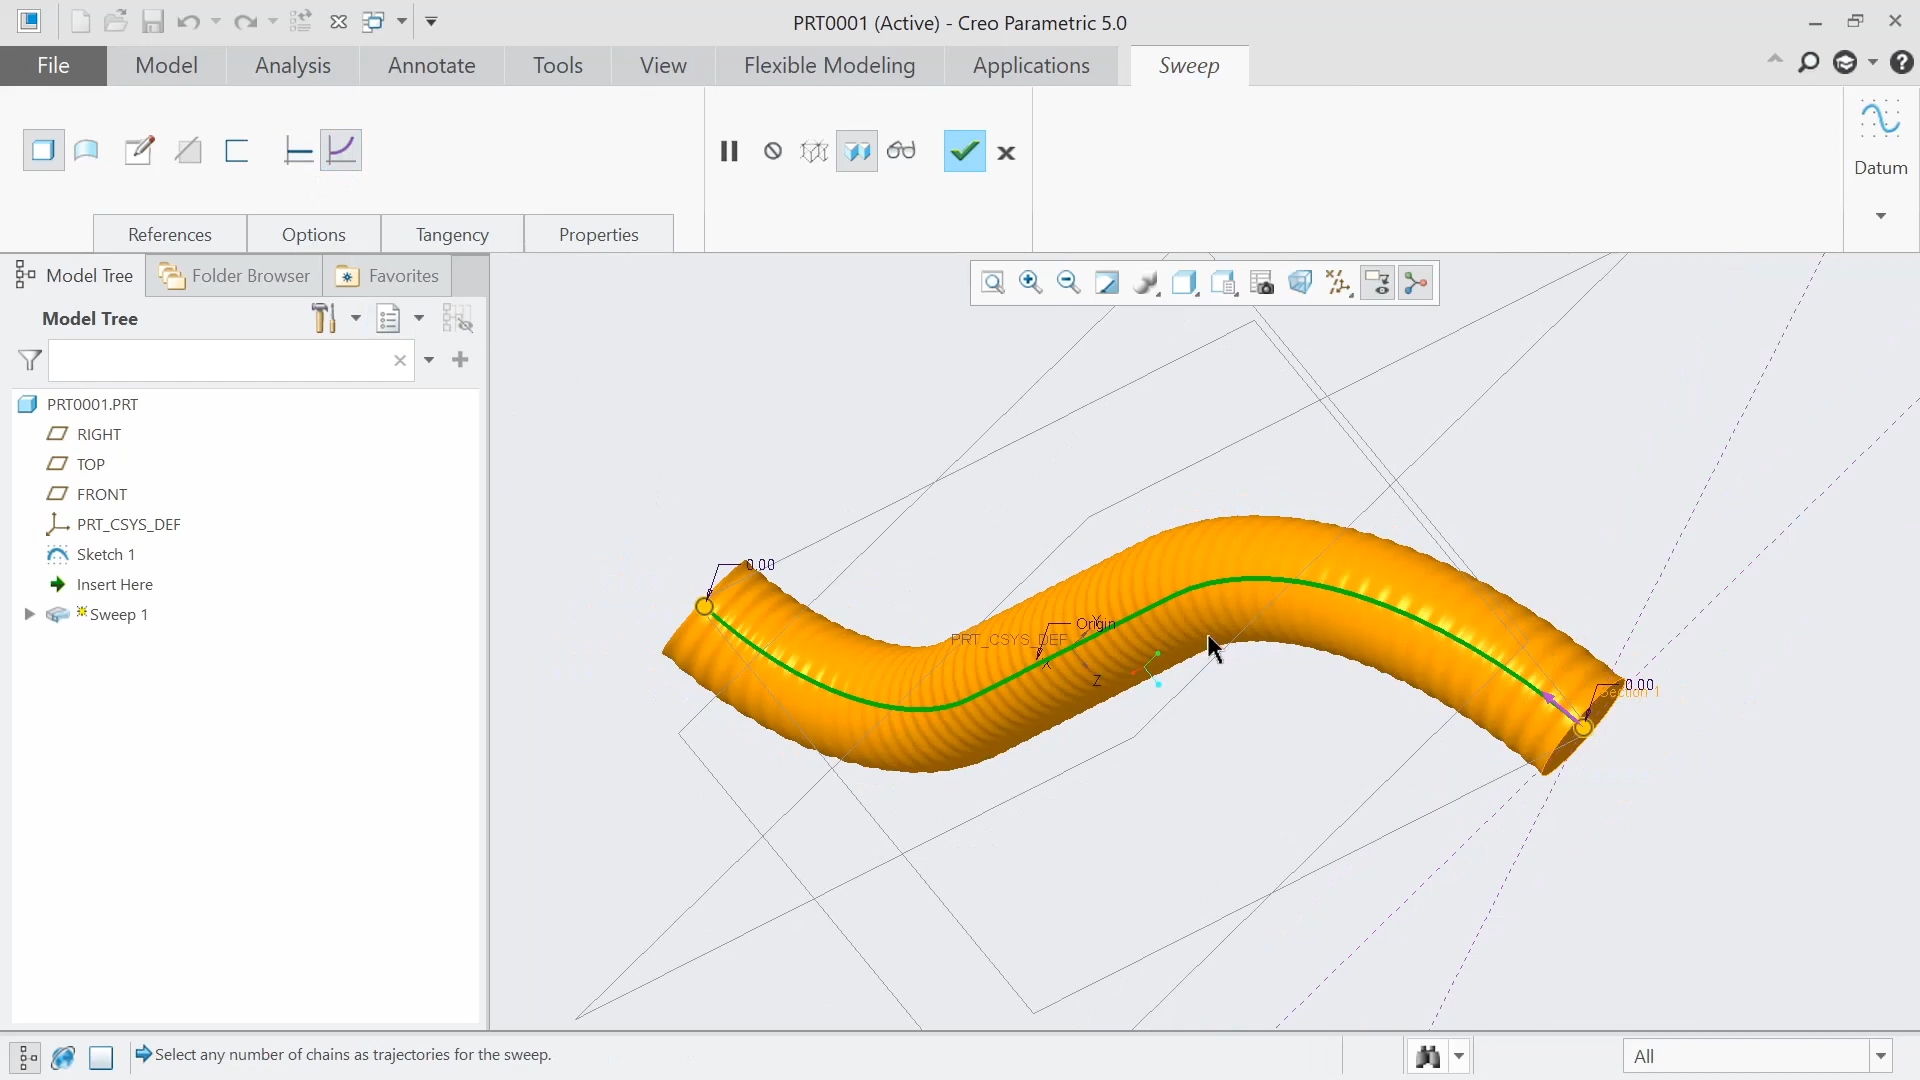 PRT0001 (Active) - Creo Parametric 5.0
File Model Analysis Annotate Tools View Flexible Modeling Applications Sweep
Datum
References Options Tangency Properties
Model Tree Folder Browser Favorites
Model Tree
PRT0001.PRT
RIGHT
TOP
FRONT
PRT_CSYS_DEF
Sketch 1
Insert Here
Sweep 1
0.00
Origin
PRT_CSYS_DEF
Y
X
Z
0.00
Section 1
Select any number of chains as trajectories for the sweep.
All